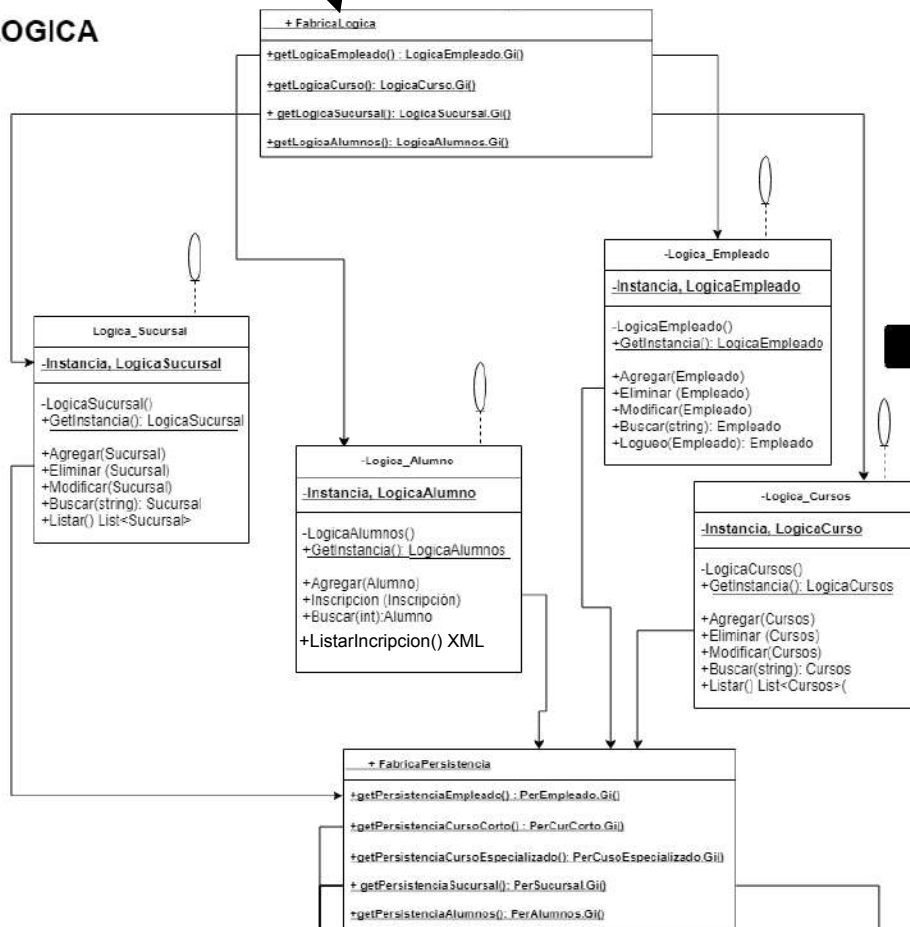 LOGICA
+ FabricaLogica
+getLogicaEmpleado() : LogicaEmpleado.Gi()
+getLogicaCurso(): LogicaCurso.Gi()
+ getLogicaSucursal(): LogicaSucursal.Gi()
+getLogicaAlumnos(): LogicaAlumnos.Gi()
-Logica_Empleado
-Instancia, LogicaEmpleado
-LogicaEmpleado()
+GetInstancia(): LogicaEmpleado
+Agregar(Empleado)
+Eliminar (Empleado)
+Modificar(Empleado)
+Buscar(string): Empleado
+Logueo(Empleado): Empleado
Logica_Sucursal
-Instancia, LogicaSucursal
-LogicaSucursal()
+GetInstancia(): LogicaSucursal
+Agregar(Sucursal)
+Eliminar (Sucursal)
+Modificar(Sucursal)
+Buscar(string): Sucursal
+Listar() List<Sucursal>
-Logica_Alumno
-Instancia, LogicaAlumno
-LogicaAlumnos()
+GetInstancia(): LogicaAlumnos
+Agregar(Alumno)
+Inscripcion (Inscripción)
+Buscar(int):Alumno
+ListarIncripcion() XML
-Logica_Cursos
-Instancia, LogicaCurso
-LogicaCursos()
+GetInstancia(): LogicaCursos
+Agregar(Cursos)
+Eliminar (Cursos)
+Modificar(Cursos)
+Buscar(string): Cursos
+Listar() List<Cursos>(
+ FabricaPersistencia
+getPersistenciaEmpleado() : PerEmpleado.Gi()
+getPersistenciaCursoCorto() : PerCurCorto.Gi()
+getPersistenciaCursoEspecializado(): PerCusoEspecializado.Gi()
+ getPersistenciaSucursal(): PerSucursal.Gi()
+getPersistenciaAlumnos(): PerAlumnos.Gi()